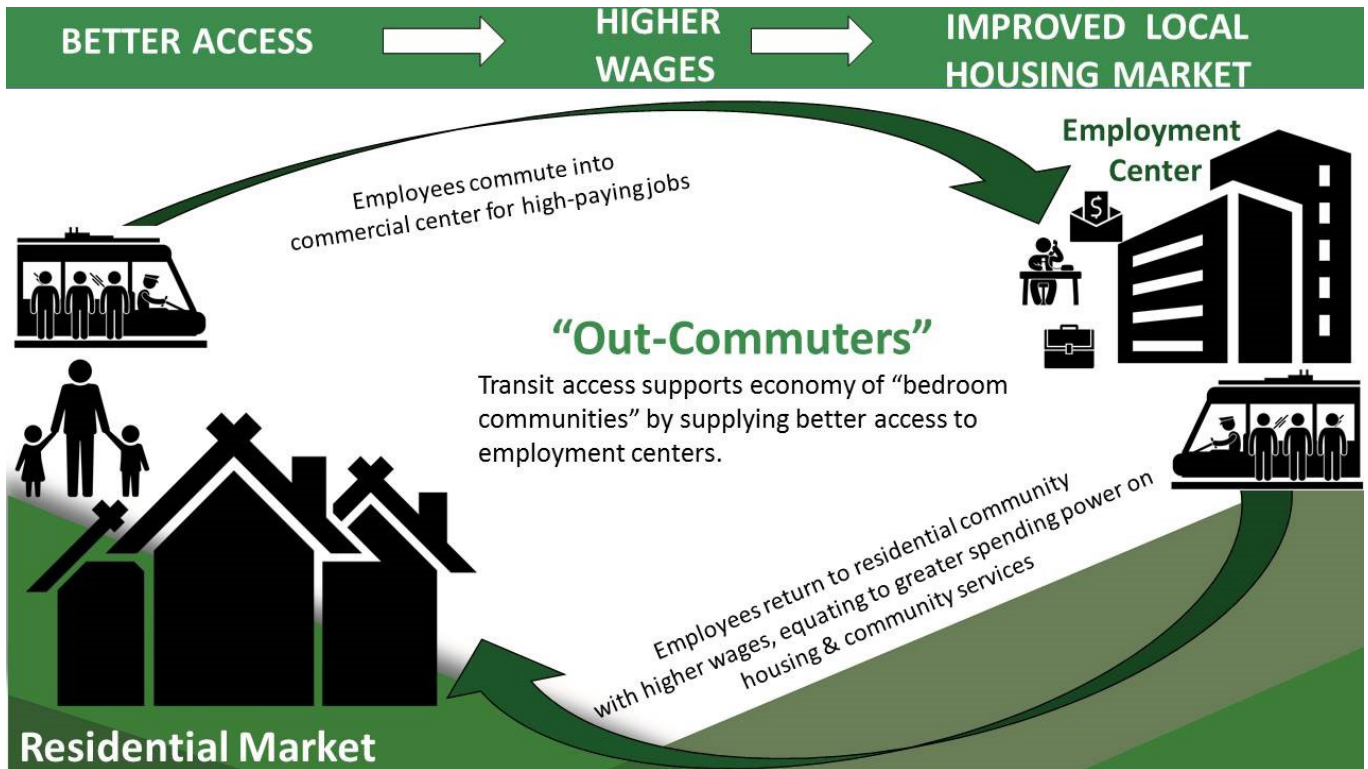 BETTER ACCESS
HIGHER
WAGES
IMPROVED LOCAL
HOUSING MARKET
Employment
Center
$
Employees commute into
commercial center for high-paying jobs
“Out-Commuters”
Transit access supports economy of “bedroom
communities” by supplying better access to
employment centers.
Employees return to residential community
with higher wages, equating to greater spending power on
housing & community services
Residential Market